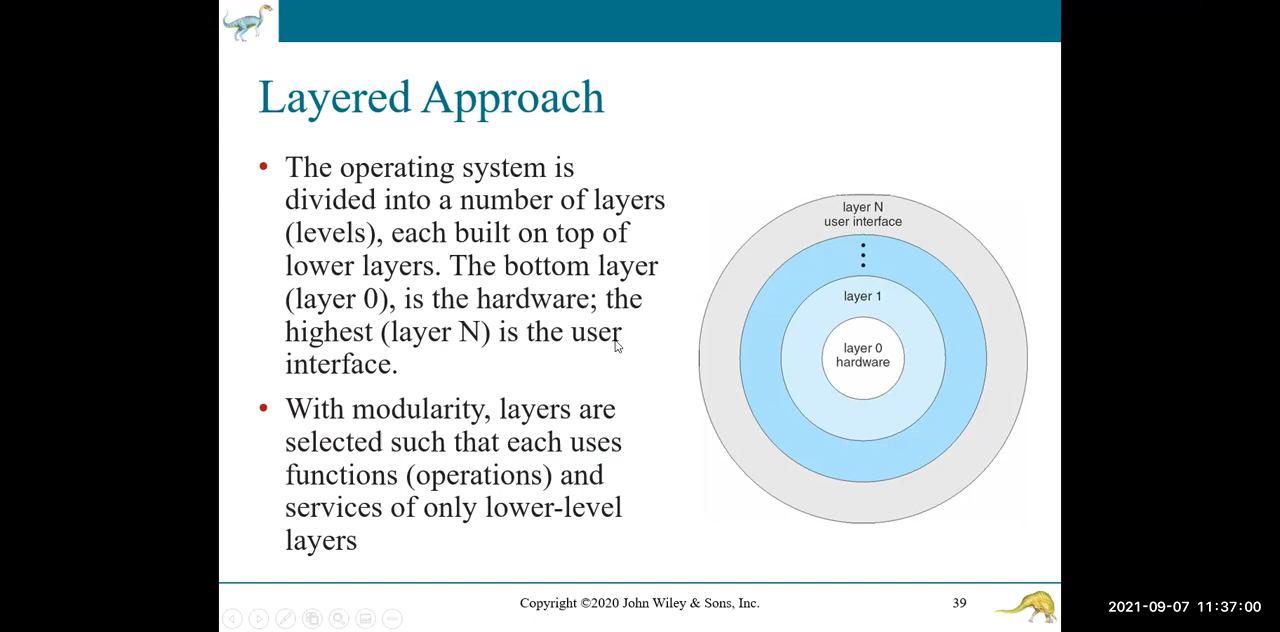 Layered Approach
• The operating system is
divided into a number of layers
(levels), each built on top of
lower layers. The bottom layer
(layer 0), is the hardware; the
highest (layer N) is the user
interface.
• With modularity, layers are
selected such that each uses
functions (operations) and
services of only lower-level
layers
layer N
user interface
layer 1
layer 0
hardware
Copyright ©2020 John Wiley & Sons, Inc.
39
2021-09-07 11:37:00